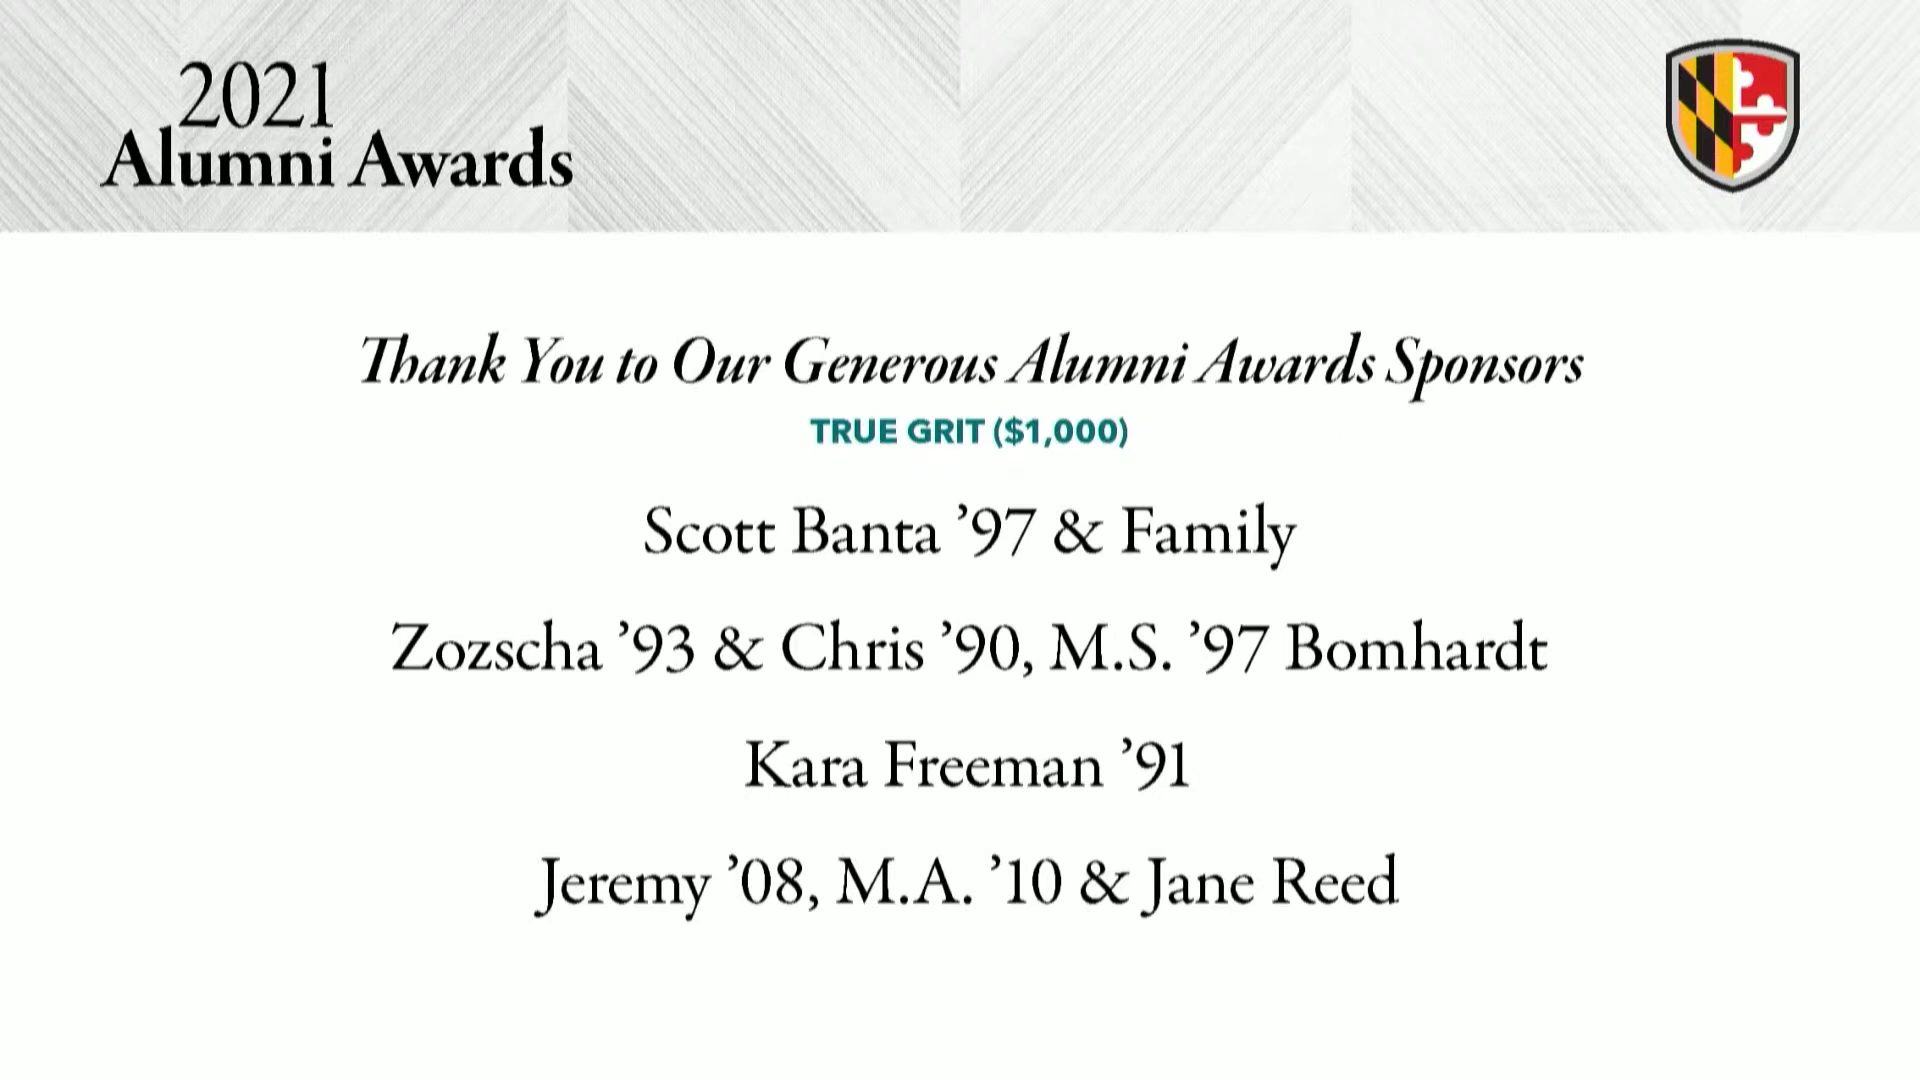 2021
Alumni Awards
Thank You to Our Generous Alumni Awards Sponsors
TRUE GRIT ($1,000)
Scott Banta ’97 & Family
Zozscha ’93 & Chris ’90, M.S. ’97 Bomhardt
Kara Freeman ’91
Jeremy ’08, M.A. ’10 & Jane Reed